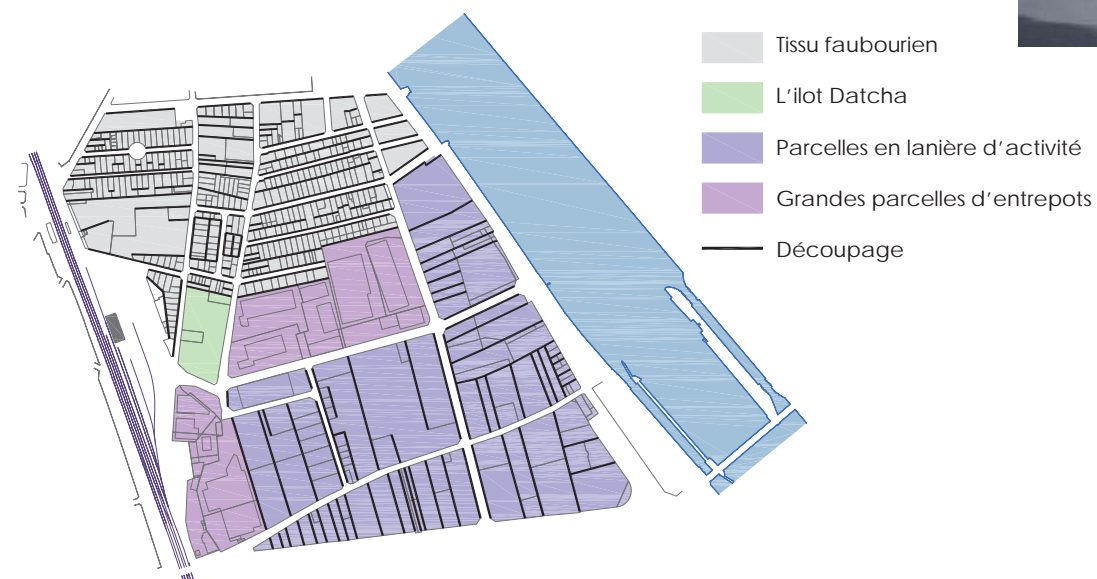 Tissu faubourien
L'ilot Datcha
Parcelles en lanière d'activité
Grandes parcelles d'entrepots
Découpage